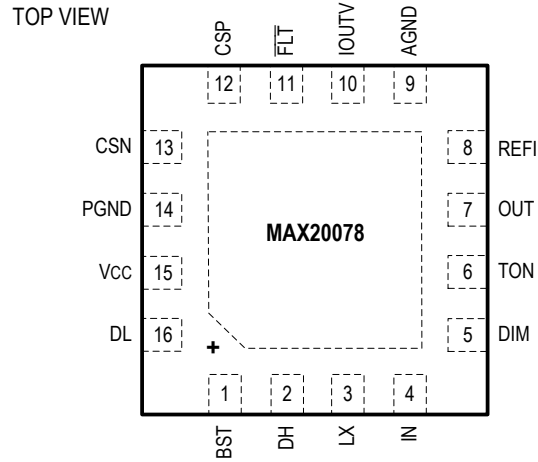 TOP VIEW
CSP
FLT
IOUTV
AGND
12
11
10
9
CSN 13
8 REFI
PGND 14
7 OUT
MAX20078
VCC 15
6 TON
DL 16
5 DIM
+
1
2
3
4
BST
DH
LX
IN